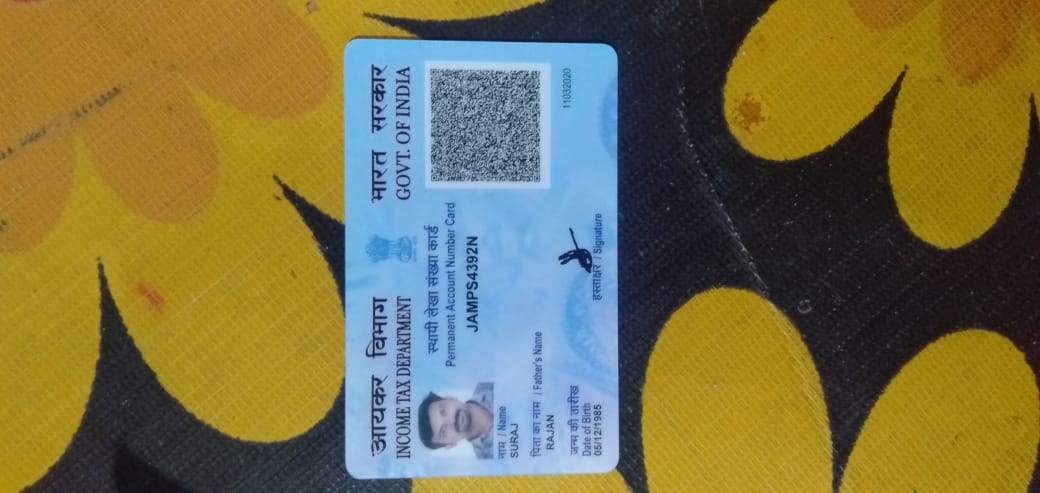 आयकर विभाग
INCOME TAX DEPARTMENT
भारत सरकार
GOVT. OF INDIA
स्थायी लेखा संख्या कार्ड
Permanent Account Number Card
JAMPS4392N
नाम / Name
SURAJ
पिता का नाम / Father's Name
RAJAN
जन्म की तारीख
Date of Birth
05/12/1985
हस्ताक्षर / Signature
11032020